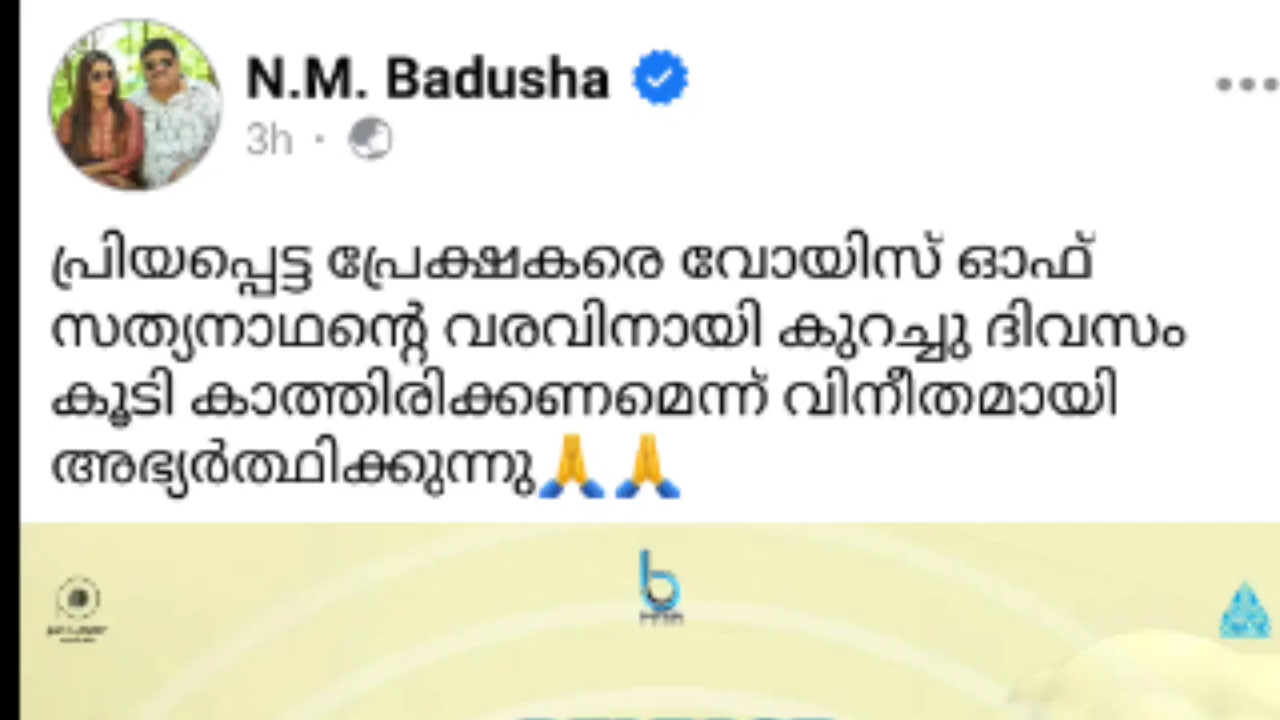 N.M. Badusha
3h ·
പ്രിയപ്പെട്ട പ്രേക്ഷകരെ വോയിസ് ഓഫ്
സത്യനാഥന്റെ വരവിനായി കുറച്ചു ദിവസം
കൂടി കാത്തിരിക്കണമെന്ന് വിനീതമായി
അഭ്യർത്ഥിക്കുന്നു🙏🙏